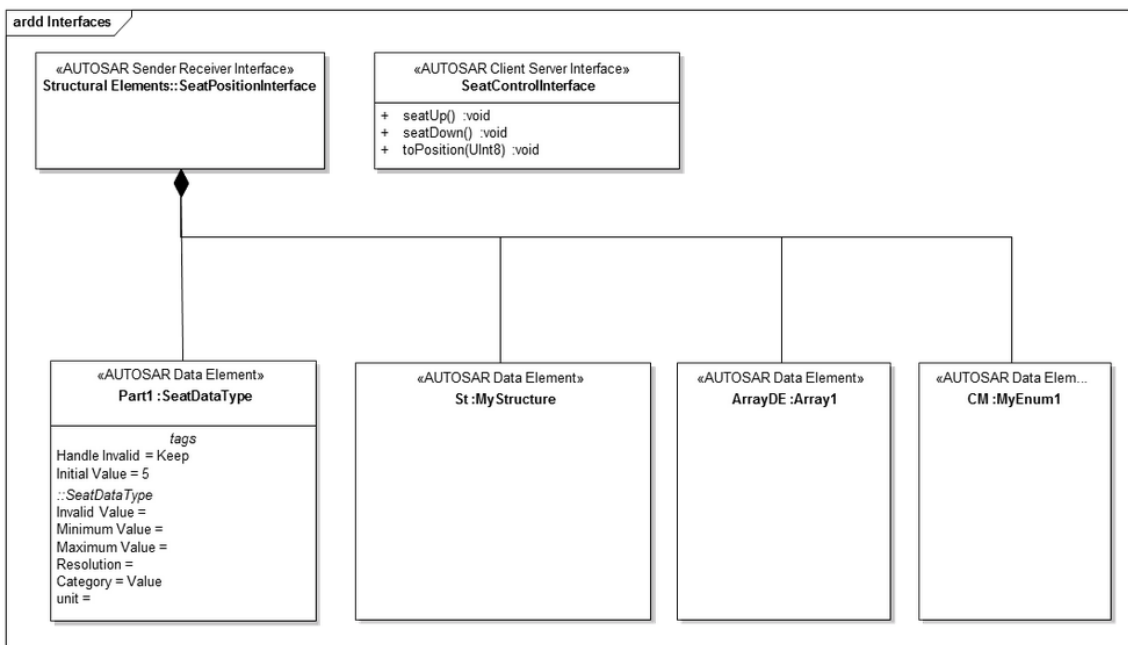 ardd Interfaces
«AUTOSAR Sender Receiver Interface»
Structural Elements::SeatPositionInterface
«AUTOSAR Client Server Interface»
SeatControlInterface
+ seatUp() :void
+ seatDown() :void
+ toPosition(UInt8) :void
«AUTOSAR Data Element»
Part1 :SeatDataType
tags
Handle Invalid = Keep
Initial Value = 5
::SeatDataType
Invalid Value =
Minimum Value =
Maximum Value =
Resolution =
Category = Value
unit =
«AUTOSAR Data Element»
St :MyStructure
«AUTOSAR Data Element»
ArrayDE :Array1
«AUTOSAR Data Elem...
CM :MyEnum1